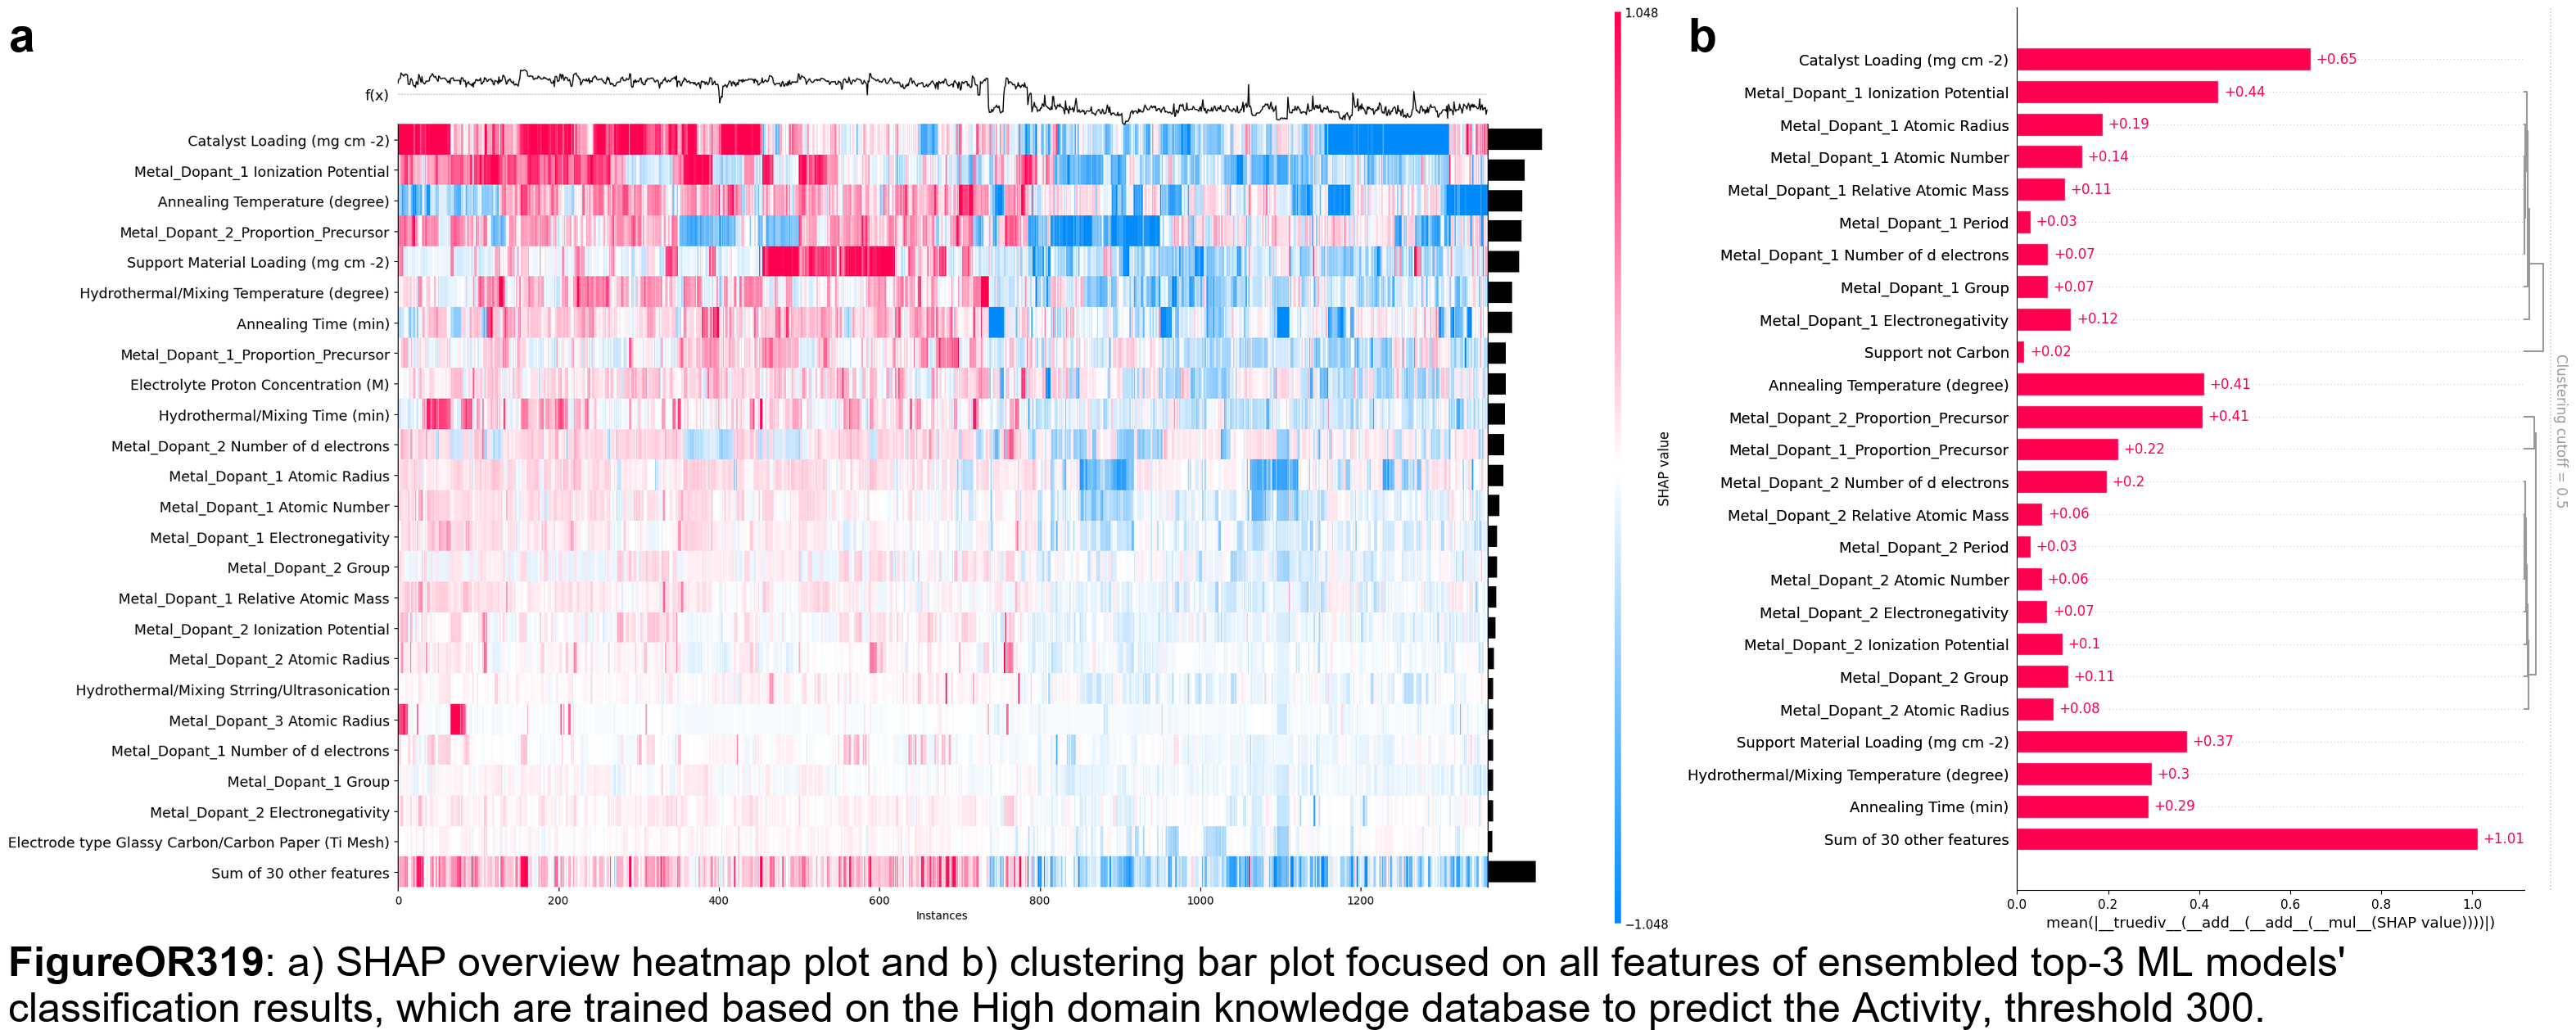 a
f(x)
Catalyst Loading (mg cm -2)
Metal_Dopant_1 Ionization Potential
Annealing Temperature (degree)
Metal_Dopant_2_Proportion_Precursor
Support Material Loading (mg cm -2)
Hydrothermal/Mixing Temperature (degree)
Annealing Time (min)
Metal_Dopant_1_Proportion_Precursor
Electrolyte Proton Concentration (M)
Hydrothermal/Mixing Time (min)
Metal_Dopant_2 Number of d electrons
Metal_Dopant_1 Atomic Radius
Metal_Dopant_1 Atomic Number
Metal_Dopant_1 Electronegativity
Metal_Dopant_2 Group
Metal_Dopant_1 Relative Atomic Mass
Metal_Dopant_2 Ionization Potential
Metal_Dopant_2 Atomic Radius
Hydrothermal/Mixing Strring/Ultrasonication
Metal_Dopant_3 Atomic Radius
Metal_Dopant_1 Number of d electrons
Metal_Dopant_1 Group
Metal_Dopant_2 Electronegativity
Electrode type Glassy Carbon/Carbon Paper (Ti Mesh)
Sum of 30 other features
0 200 400 600 800 1000 1200
Instances
1.048
SHAP value
−1.048
b
Catalyst Loading (mg cm -2) +0.65
Metal_Dopant_1 Ionization Potential +0.44
Metal_Dopant_1 Atomic Radius +0.19
Metal_Dopant_1 Atomic Number +0.14
Metal_Dopant_1 Relative Atomic Mass +0.11
Metal_Dopant_1 Period +0.03
Metal_Dopant_1 Number of d electrons +0.07
Metal_Dopant_1 Group +0.07
Metal_Dopant_1 Electronegativity +0.12
Support not Carbon +0.02
Annealing Temperature (degree) +0.41
Metal_Dopant_2_Proportion_Precursor +0.41
Metal_Dopant_1_Proportion_Precursor +0.22
Metal_Dopant_2 Number of d electrons +0.2
Metal_Dopant_2 Relative Atomic Mass +0.06
Metal_Dopant_2 Period +0.03
Metal_Dopant_2 Atomic Number +0.06
Metal_Dopant_2 Electronegativity +0.07
Metal_Dopant_2 Ionization Potential +0.1
Metal_Dopant_2 Group +0.11
Metal_Dopant_2 Atomic Radius +0.08
Support Material Loading (mg cm -2) +0.37
Hydrothermal/Mixing Temperature (degree) +0.3
Annealing Time (min) +0.29
Sum of 30 other features +1.01
0.0 0.2 0.4 0.6 0.8 1.0
mean(|__truediv__(__add__(__add__(__mul__(SHAP value))))|)
Clustering cutoff = 0.5
FigureOR319: a) SHAP overview heatmap plot and b) clustering bar plot focused on all features of ensembled top-3 ML models'
classification results, which are trained based on the High domain knowledge database to predict the Activity, threshold 300.